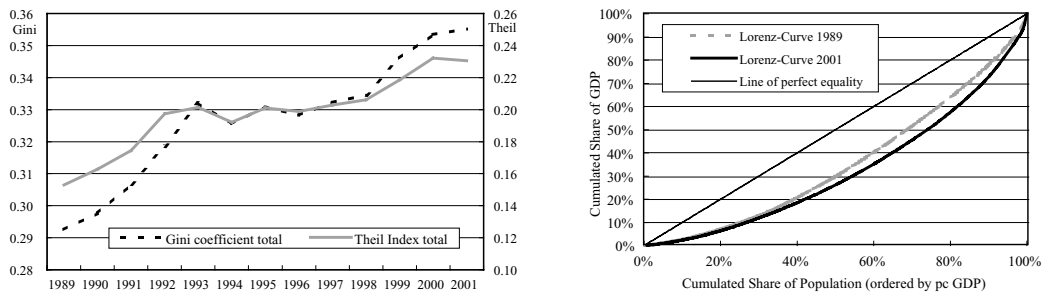 Gini
Theil
0.36
0.35
0.34
0.33
0.32
0.31
0.30
0.29
0.28
0.26
0.24
0.22
0.20
0.18
0.16
0.14
0.12
0.10
Gini coefficient total
Theil Index total
1989 1990 1991 1992 1993 1994 1995 1996 1997 1998 1999 2000 2001
Cumulated Share of GDP
100%
90%
80%
70%
60%
50%
40%
30%
20%
10%
0%
Lorenz-Curve 1989
Lorenz-Curve 2001
Line of perfect equality
0% 20% 40% 60% 80% 100%
Cumulated Share of Population (ordered by pc GDP)